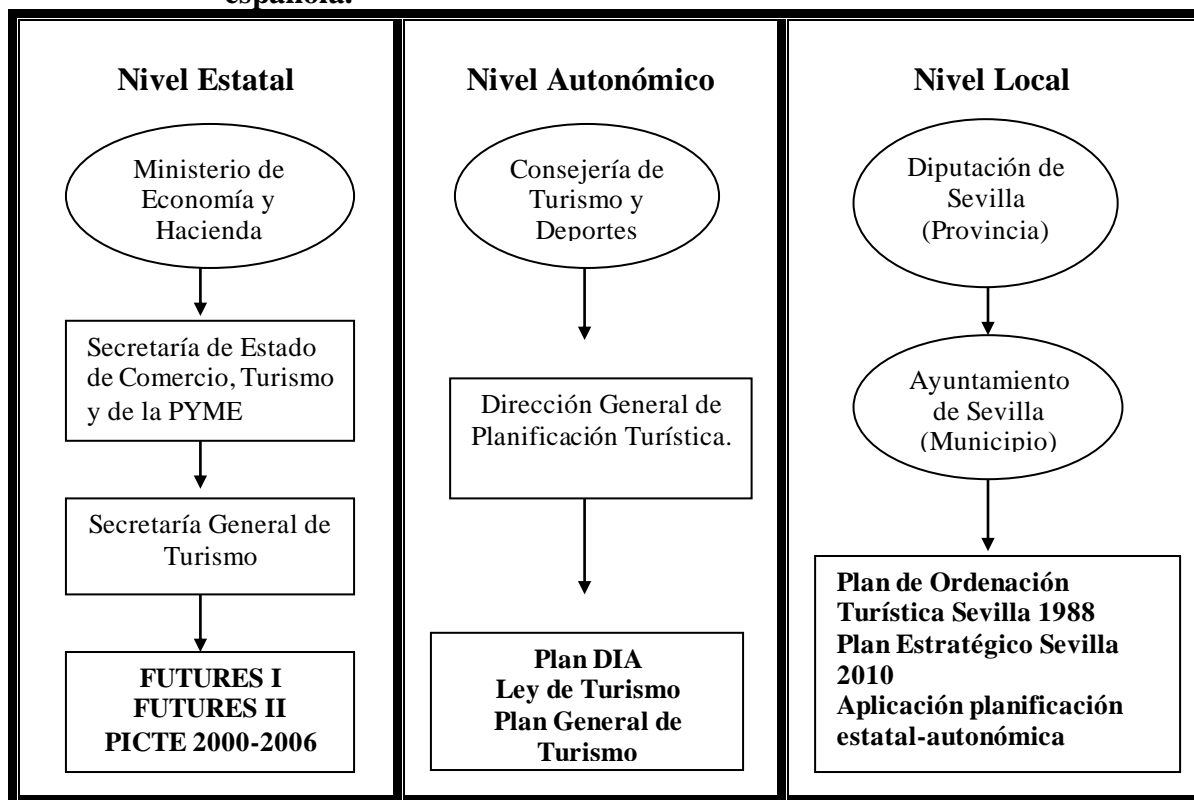 española.
Nivel Estatal
Ministerio de
Economía y
Hacienda
Secretaría de Estado
de Comercio, Turismo
y de la PYME
Secretaría General de
Turismo
FUTURES I
FUTURES II
PICTE 2000-2006
Nivel Autonómico
Consejería de
Turismo y
Deportes
Dirección General de
Planificación Turística.
Plan DIA
Ley de Turismo
Plan General de
Turismo
Nivel Local
Diputación de
Sevilla
(Provincia)
Ayuntamiento
de Sevilla
(Municipio)
Plan de Ordenación
Turística Sevilla 1988
Plan Estratégico Sevilla
2010
Aplicación planificación
estatal-autonómica